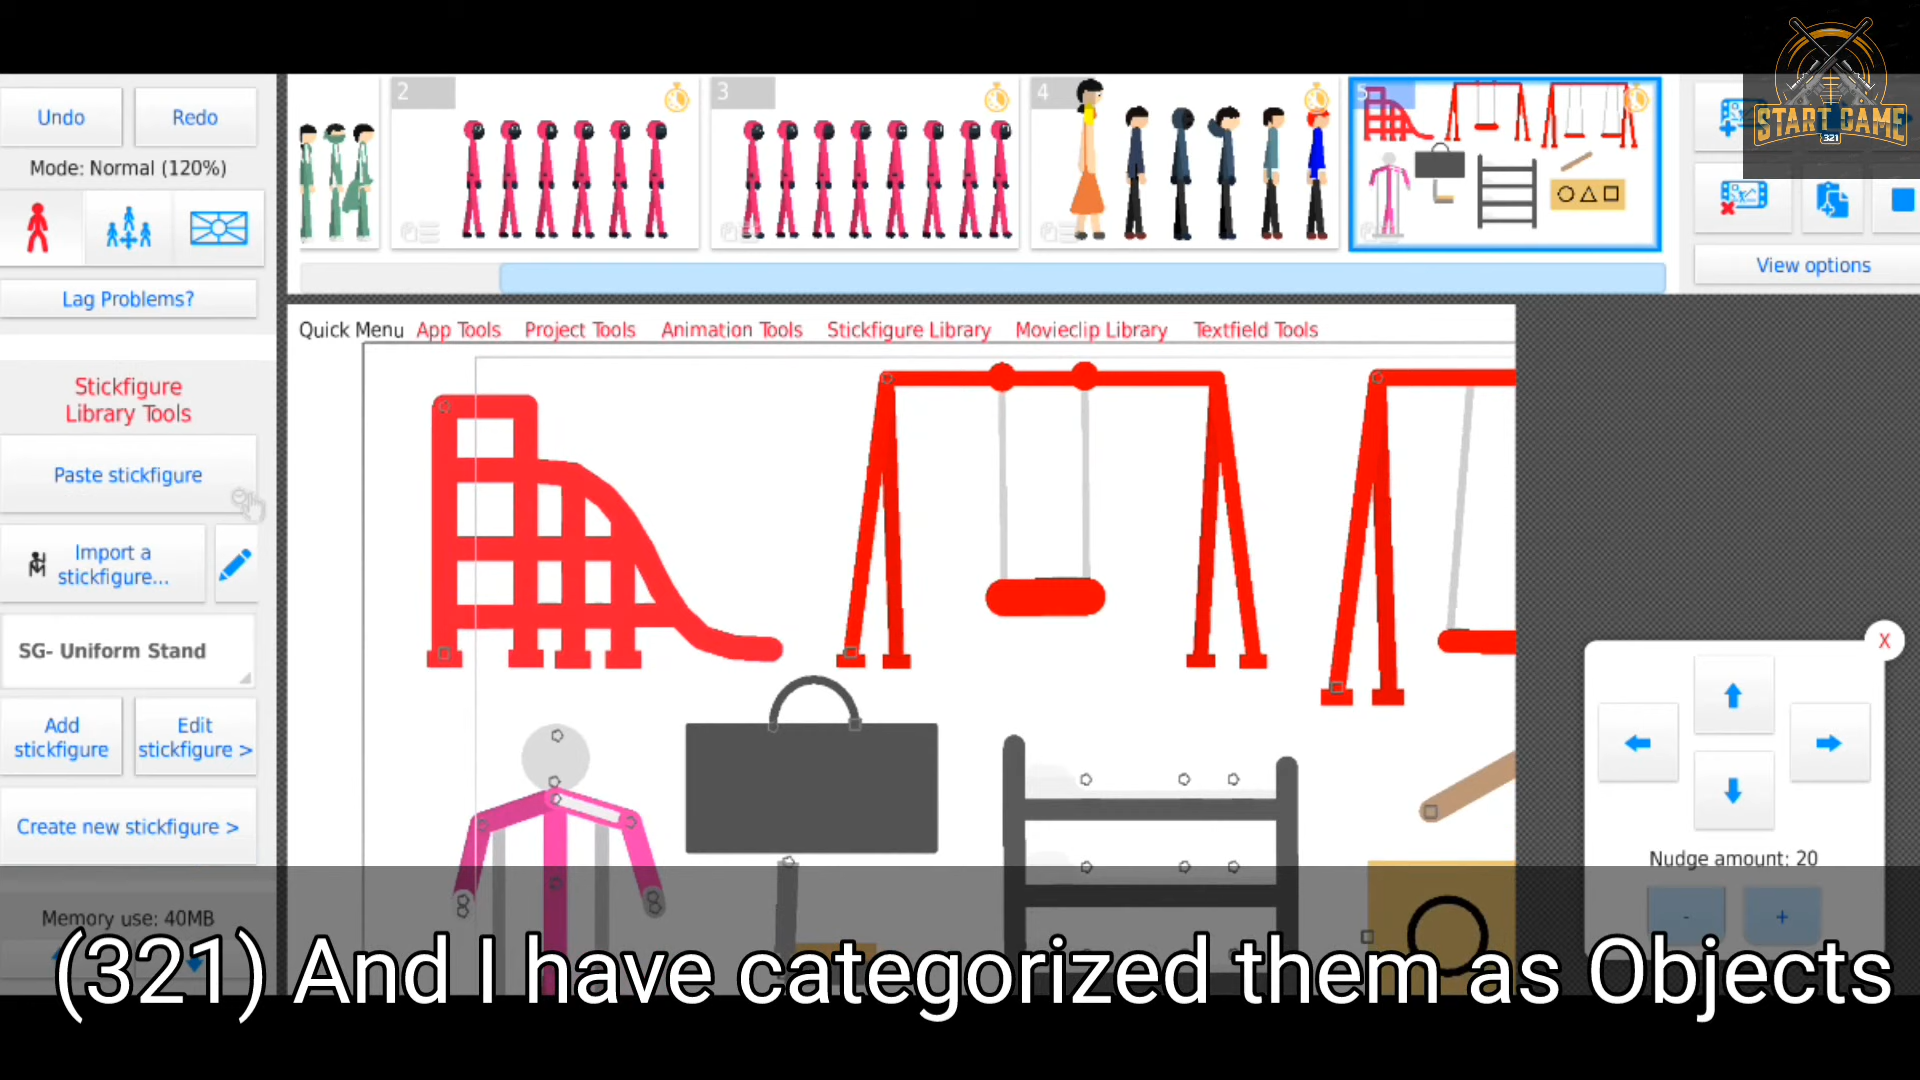 START GAME
321
2
3
4
5
Undo
Redo
Mode: Normal (120%)
View options
Lag Problems?
Quick Menu App Tools Project Tools Animation Tools Stickfigure Library Movieclip Library Textfield Tools
Stickfigure
Library Tools
Paste stickfigure
Import a
stickfigure...
SG- Uniform Stand
Add
stickfigure
Edit
stickfigure >
Create new stickfigure >
X
Nudge amount: 20
-
+
Memory use: 40MB
(321) And I have categorized them as Objects